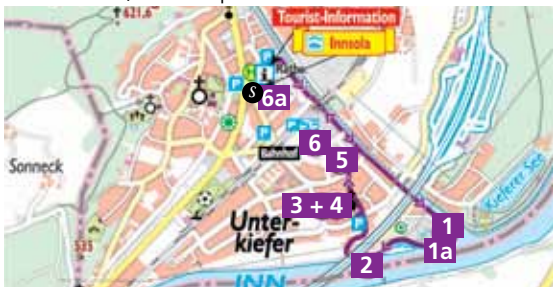 621,6
Tourist-Information
Innsola
S
6a
6
Bahnhof
5
Sonneck
3 + 4
Unter-
kiefer
Kieferer See
1
1a
535
2
INN